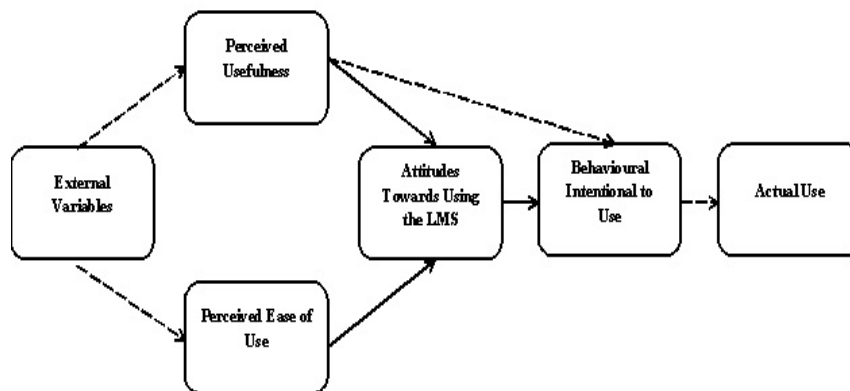 Perceived
Usefulness
External
Variables
Attitudes
Towards Using
the LMS
Behavioural
Intentional to
Use
Actual Use
Perceived Ease of
Use